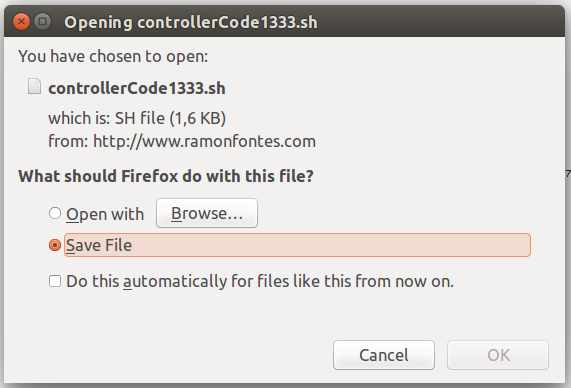 Opening controllerCode1333.sh
You have chosen to open:
controllerCode1333.sh
which is: SH file (1,6 KB)
from: http://www.ramonfontes.com
What should Firefox do with this file?
Open with Browse...
Save File
Do this automatically for files like this from now on.
Cancel OK